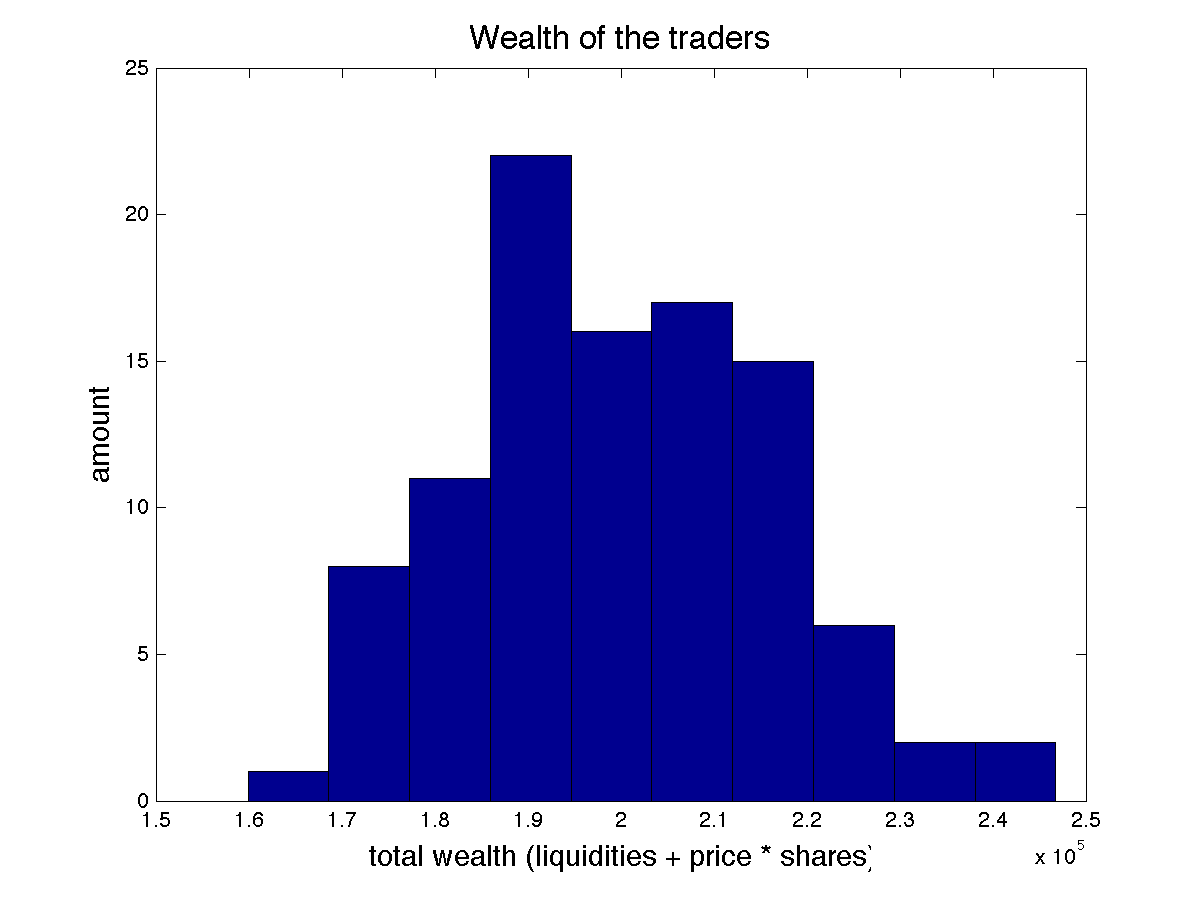 Wealth of the traders
25
20
15
10
5
0
amount
1.5 1.6 1.7 1.8 1.9 2 2.1 2.2 2.3 2.4 2.5
x 10^5
total wealth (liquidities + price * shares)